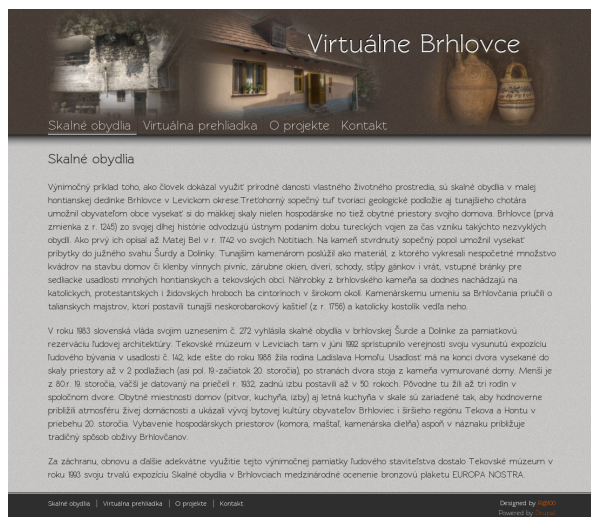 Virtuálne Brhlovce
Skalné obydlia Virtuálna prehliadka O projekte Kontakt
Skalné obydlia
Výnimočný príklad toho, ako človek dokázal využiť prírodné danosti vlastného životného prostredia, sú skalné obydlia v malej
hontianskej dedinke Brhlovce v Levickom okrese.Treťohorný sopečný tuf tvoriaci geologické podložie aj tunajšieho chotára
umožnil obyvateľom obce vysekať si do mäkkej skaly nielen hospodárske no tiež obytné priestory svojho domova. Brhlovce (prvá
zmienka z r. 1245) zo svojej dlhej histórie odvodzujú ústnym podaním dobu tureckých vojen za čas vzniku takýchto nezvyklých
obydlí. Ako prvý ich opísal až Matej Bel v r. 1742 vo svojich Notitiach. Na kameň stvrdnutý sopečný popol umožnil vysekať
príbytky do južného svahu Šurdy a Dolinky. Tunajším kamenárom poslúžil ako materiál, z ktorého vykresali nespočetné množstvo
kvádrov na stavbu domov či klenby vínnych pivníc, zárubne okien, dverí, schody, stĺpy gánkov i vrát, vstupné bránky pre
sedliacke usadlosti mnohých hontianskych a tekovských obcí. Náhrobky z brhlovského kameňa sa dodnes nachádzajú na
katolíckych, protestantských i židovských hroboch ba cintorínoch v širokom okolí. Kamenárskemu umeniu sa Brhlovčania priučili o
talianskych majstrov, ktorí postavili tunajší neskorobarokový kaštieľ (z r. 1756) a katolícky kostolík vedľa neho.
V roku 1983 slovenská vláda svojim uznesením č. 272 vyhlásila skalné obydlia v brhlovskej Šurde a Dolinke za pamiatkovú
rezerváciu ľudovej architektúry. Tekovské múzeum v Leviciach tam v júni 1992 sprístupnilo verejnosti svoju vysunutú expozíciu
ľudového bývania v usadlosti č. 142, kde ešte do roku 1988 žila rodina Ladislava Homoľu. Usadlosť má na konci dvora vysekané do
skaly priestory až v 2 podlažiach (asi pol. 19.-začiatok 20. storočia), po stranách dvora stoja z kameňa vymurované domy. Menší je
z 80.r. 19. storočia, väčší je datovaný na priečelí r. 1932, zadnú izbu postavili až v 50. rokoch. Pôvodne tu žili až tri rodín v
spoločnom dvore. Obytné miestnosti domov (pitvor, kuchyňa, izby) aj letná kuchyňa v skale sú zariadené tak, aby hodnoverne
priblížili atmosféru živej domácnosti a ukázali vývoj bytovej kultúry obyvateľov Brhloviec i širšieho regiónu Tekova a Hontu v
priebehu 20. storočia. Vybavenie hospodárskych priestorov (komora, maštaľ, kamenárska dielňa) aspoň v náznaku približuje
tradičný spôsob obživy Brhlovčanov.
Za záchranu, obnovu a ďalšie adekvátne využitie tejto výnimočnej pamiatky ľudového staviteľstva dostalo Tekovské múzeum v
roku 1993 svoju trvalú expozíciu Skalné obydlia v Brhlovciach medzinárodné ocenenie bronzovú plaketu EUROPA NOSTRA.
Skalné obydlia Virtuálna prehliadka O projekte Kontakt
Designed by
Powered by Drupal